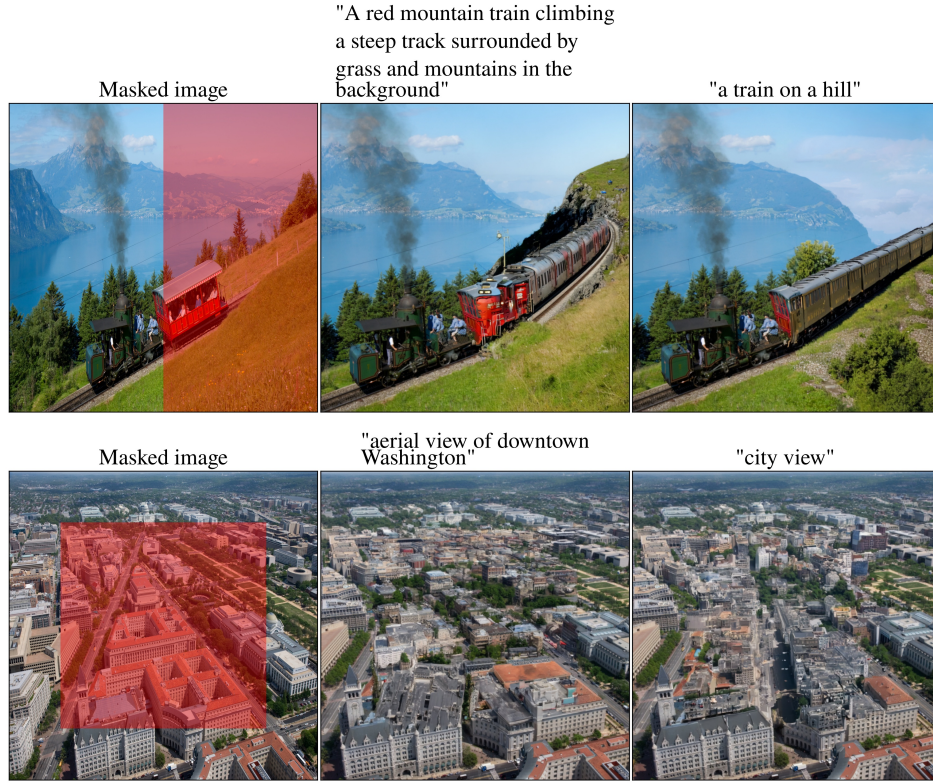 "A red mountain train climbing
a steep track surrounded by
grass and mountains in the
background"
Masked image
"a train on a hill"
"aerial view of downtown
Washington"
Masked image
"city view"